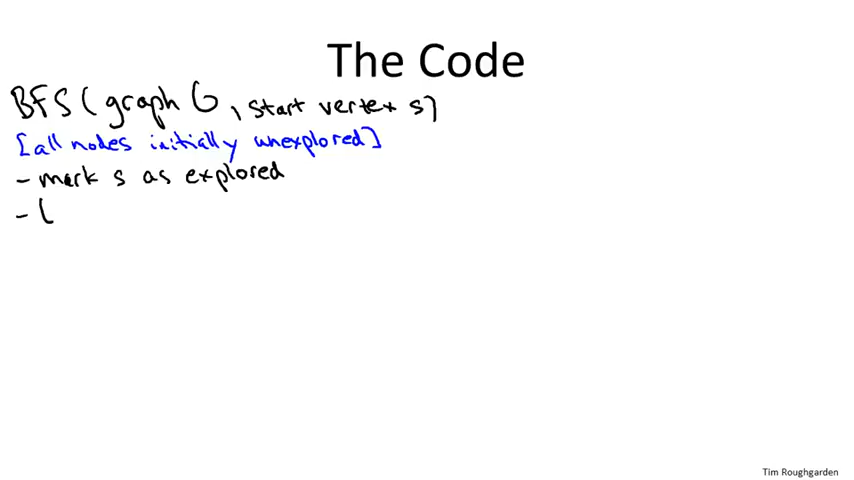 The Code
BFS(graph G, start vertex s)
[all nodes initially unexplored]
- mark s as explored
- l
Tim Roughgarden